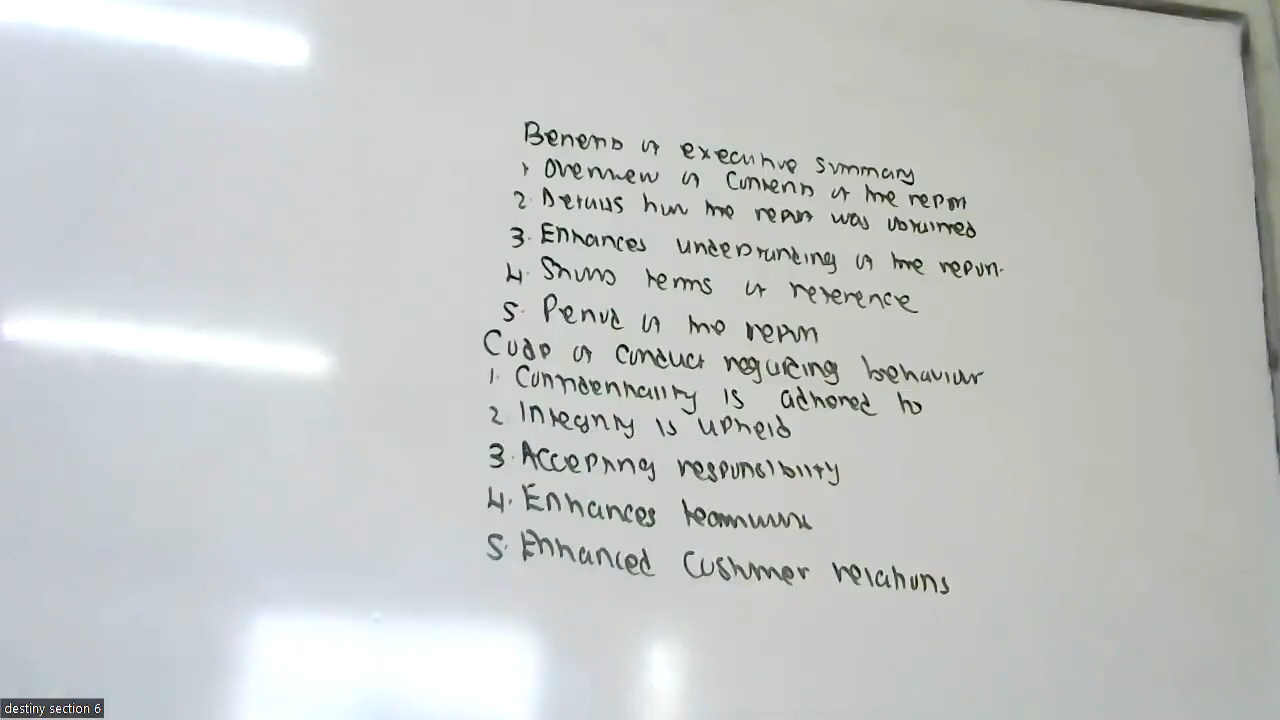 Benefits of executive summary
1 Overview of Contents of the report
2. Details how the report was obtained
3. Enhances understanding of the report.
4. Shows terms of reference
5. Period of the report
Code of Conduct regarding behaviour
1. Confidentiality is adhered to
2 Integrity is upheld
3. Accepting responsibility
4. Enhances teamwork
5. Enhanced Customer relations
destiny section 6